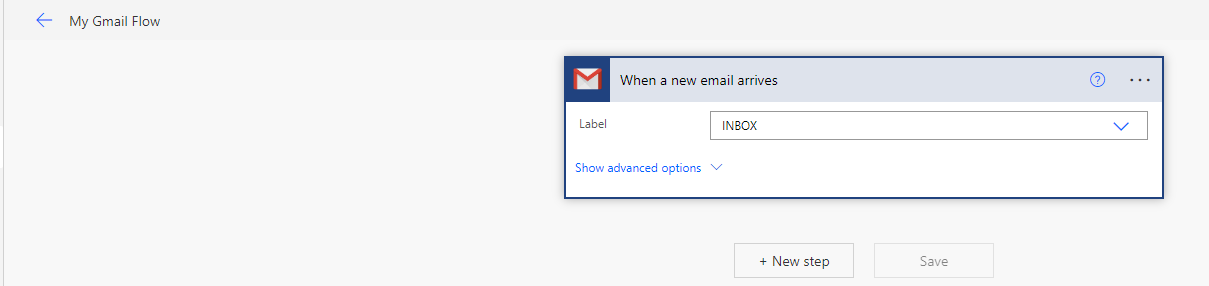 My Gmail Flow
When a new email arrives
Label INBOX
Show advanced options
+ New step Save